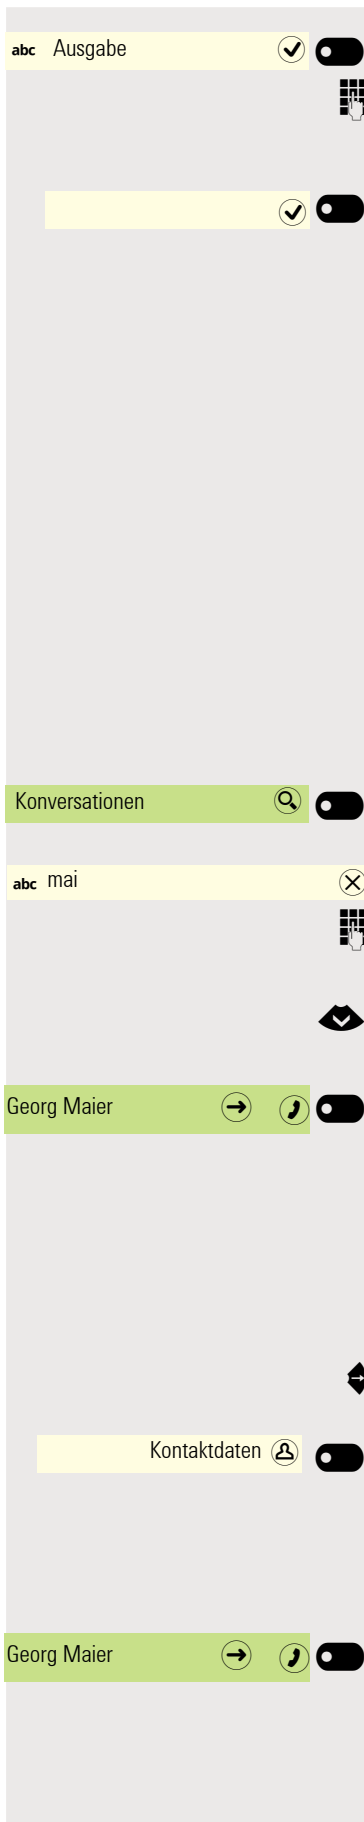 abc Ausgabe
Konversationen
abc mai
Georg Maier
Kontaktdaten
Georg Maier